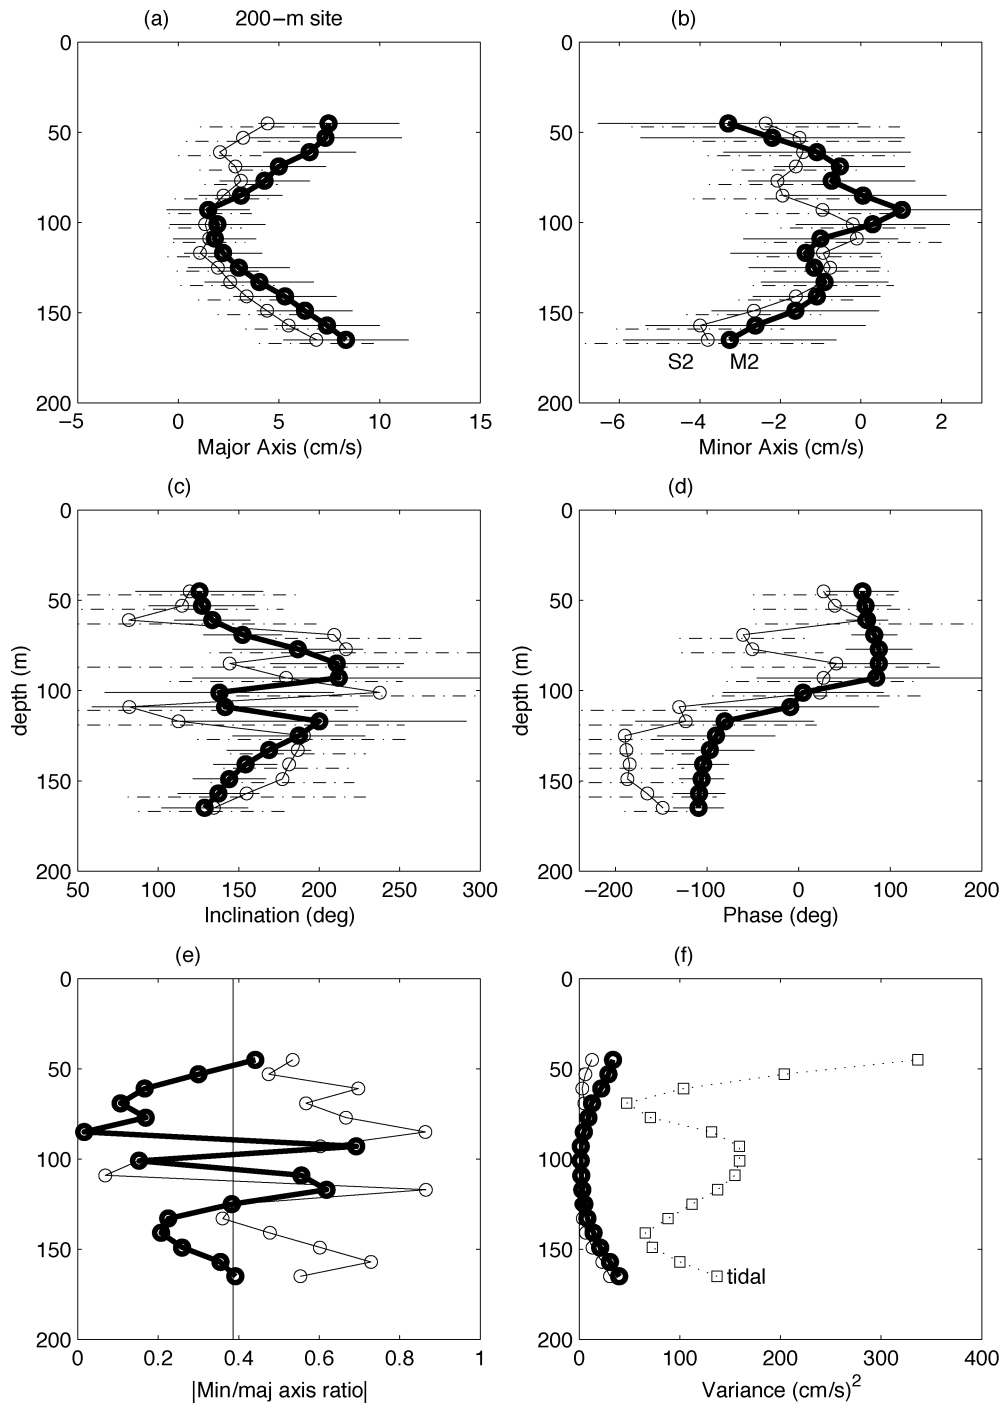 (a) 200−m site
(b)
0
50
100
150
200
−5 0 5 10 15
Major Axis (cm/s)
0
50
100
150
200
S2 M2
−6 −4 −2 0 2
Minor Axis (cm/s)
(c)
(d)
depth (m)
0
50
100
150
200
50 100 150 200 250 300
Inclination (deg)
depth (m)
0
50
100
150
200
−200 −100 0 100 200
Phase (deg)
(e)
(f)
0
50
100
150
200
0 0.2 0.4 0.6 0.8 1
|Min/maj axis ratio|
0
50
100
150
200
tidal
0 100 200 300 400
Variance (cm/s)2